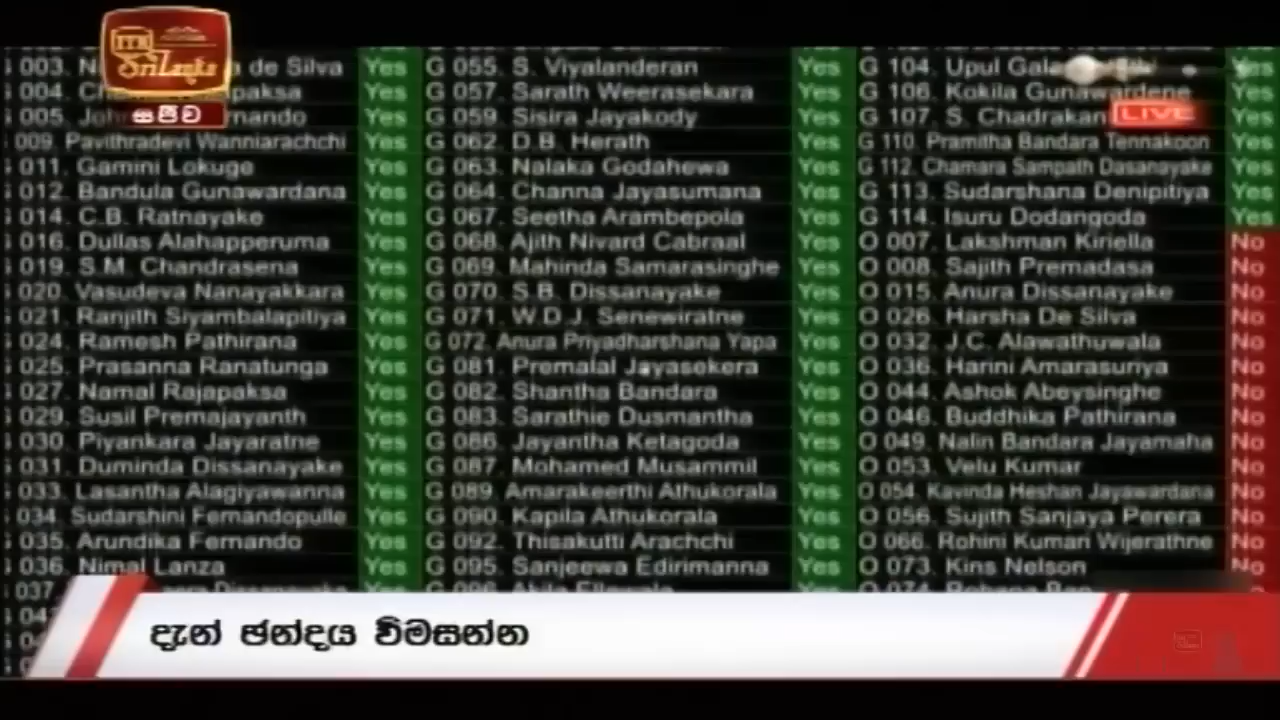 ITN
SriLanka
සජීව
LIVE
003. de Silva Yes
004. Yes
005. Yes
009. Pavithradevi Wanniarachchi Yes
011. Gamini Lokuge Yes
012. Bandula Gunawardana Yes
014. C.B. Ratnayake Yes
016. Dullas Alahapperuma Yes
019. S.M. Chandrasena Yes
020. Vasudeva Nanayakkara Yes
021. Ranjith Siyambalapitiya Yes
024. Ramesh Pathirana Yes
025. Prasanna Ranatunga Yes
027. Namal Rajapaksa Yes
029. Susil Premajayanth Yes
030. Piyankara Jayaratne Yes
031. Duminda Dissanayake Yes
033. Lasantha Alagiyawanna Yes
034. Sudarshini Fernandopulle Yes
035. Arundika Fernando Yes
036. Nimal Lanza Yes
037.
G 055. S. Viyalanderan Yes
G 057. Sarath Weerasekara Yes
G 059. Sisira Jayakody Yes
G 062. D.B. Herath Yes
G 063. Nalaka Godahewa Yes
G 064. Channa Jayasumana Yes
G 067. Seetha Arambepola Yes
G 068. Ajith Nivard Cabraal Yes
G 069. Mahinda Samarasinghe Yes
G 070. S.B. Dissanayake Yes
G 071. W.D.J. Senewiratne Yes
G 072. Anura Priyadharshana Yapa Yes
G 081. Premalal Jayasekera Yes
G 082. Shantha Bandara Yes
G 083. Sarathie Dusmantha Yes
G 086. Jayantha Ketagoda Yes
G 087. Mohamed Musammil Yes
G 089. Amarakeerthi Athukorala Yes
G 090. Kapila Athukorala Yes
G 092. Thisakutti Arachchi Yes
G 095. Sanjeewa Edirimanna Yes
G 104. Upul Yes
G 106. Kokila Gunawardene Yes
G 107. S. Yes
G 110. Pramitha Bandara Tennakoon Yes
G 112. Chamara Sampath Dasanayake Yes
G 113. Sudarshana Denipitiya Yes
G 114. Isuru Dodangoda Yes
O 007. Lakshman Kiriella No
O 008. Sajith Premadasa No
O 015. Anura Dissanayake No
O 026. Harsha De Silva No
O 032. J.C. Alawathuwala No
O 036. Harini Amarasuriya No
O 044. Ashok Abeysinghe No
O 046. Buddhika Pathirana No
O 049. Nalin Bandara Jayamaha No
O 053. Velu Kumar No
O 054. Kavinda Heshan Jayawardana No
O 056. Sujith Sanjaya Perera No
O 066. Rohini Kumari Wijerathne No
O 073. Kins Nelson No
දැන් ඡන්දය විමසන්න